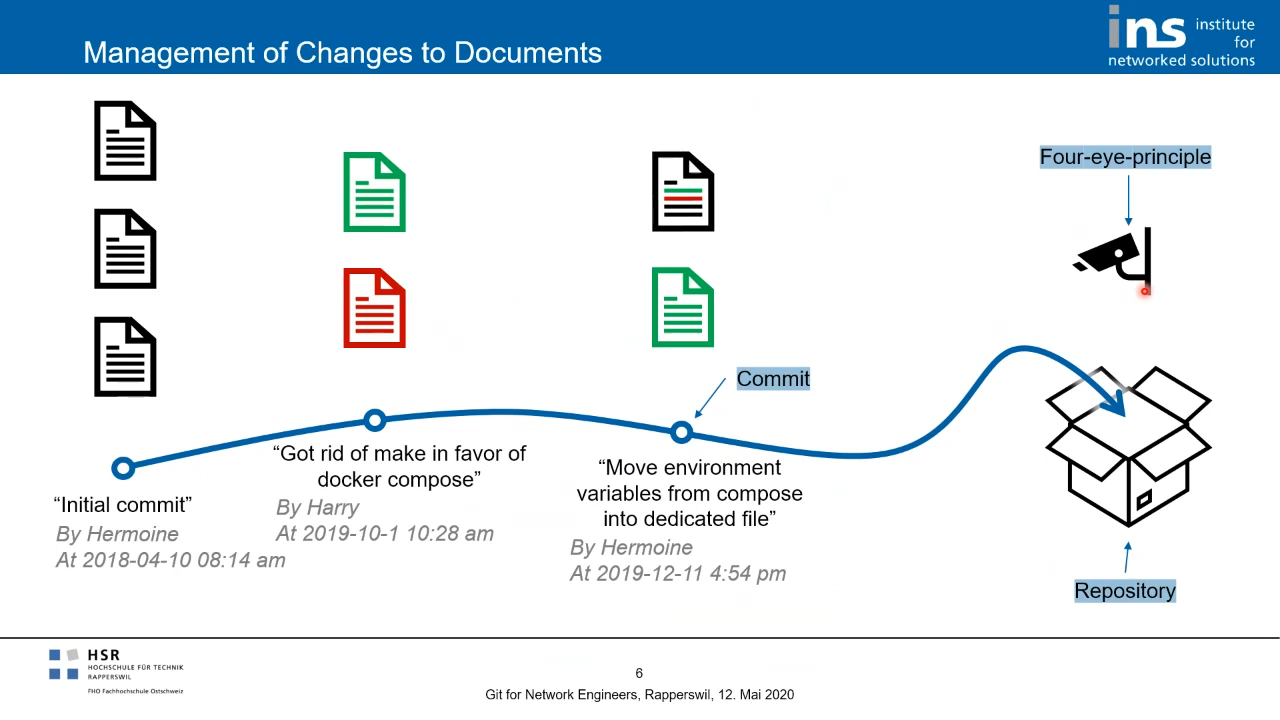 Management of Changes to Documents
ins institute
for
networked solutions
Four-eye-principle
Commit
"Initial commit"
By Hermoine
At 2018-04-10 08:14 am
“Got rid of make in favor of
docker compose”
By Harry
At 2019-10-1 10:28 am
“Move environment
variables from compose
into dedicated file”
By Hermoine
At 2019-12-11 4:54 pm
Repository
HSR
HOCHSCHULE FÜR TECHNIK
RAPPERSWIL
FHO Fachhochschule Ostschweiz
6
Git for Network Engineers, Rapperswil, 12. Mai 2020